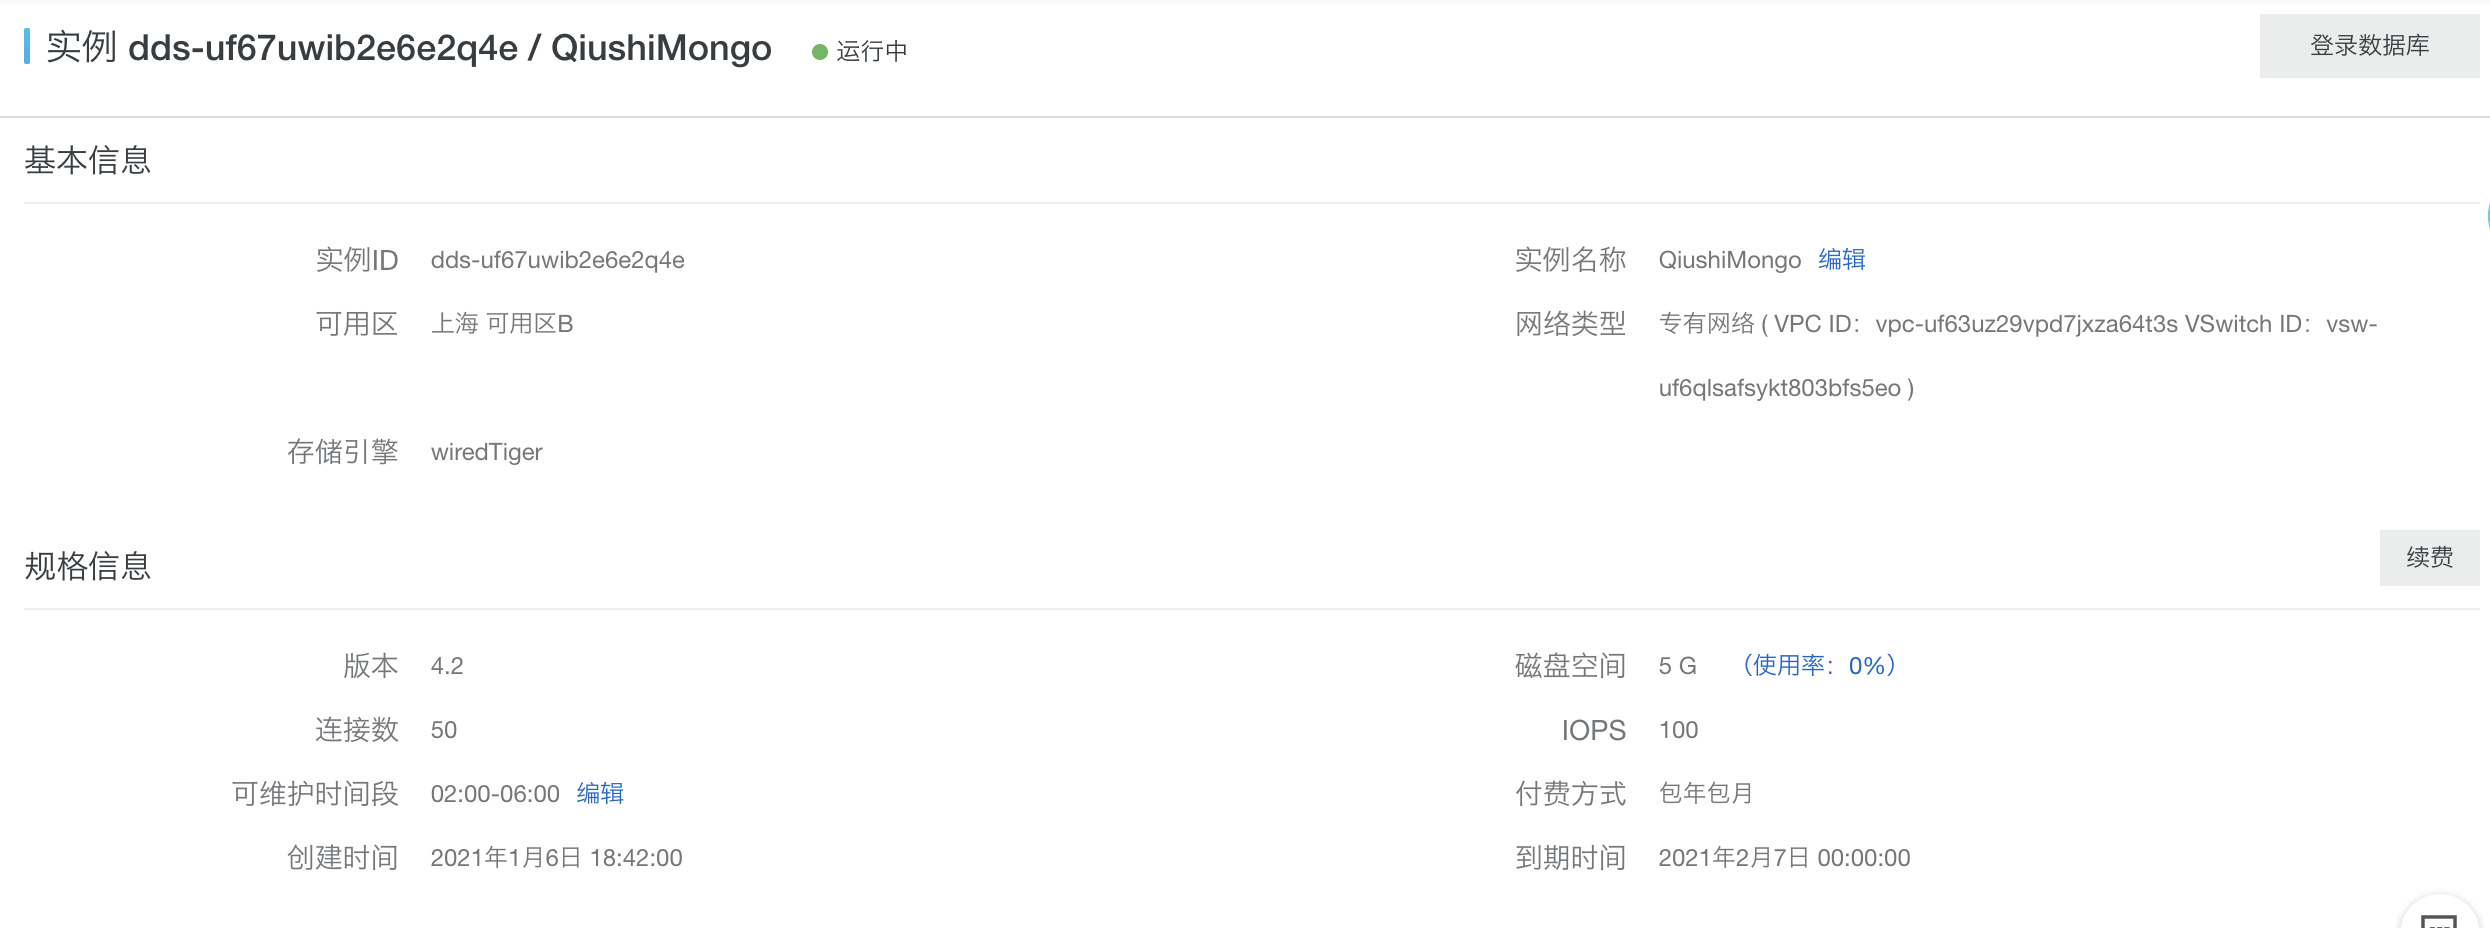 实例 dds-uf67uwib2e6e2q4e / QiushiMongo 运行中 登录数据库
基本信息
实例ID dds-uf67uwib2e6e2q4e 实例名称 QiushiMongo 编辑
可用区 上海 可用区B 网络类型 专有网络 ( VPC ID：vpc-uf63uz29vpd7jxza64t3s VSwitch ID：vsw-
uf6qlsafsykt803bfs5eo )
存储引擎 wiredTiger
规格信息 续费
版本 4.2 磁盘空间 5 G （使用率：0%）
连接数 50 IOPS 100
可维护时间段 02:00-06:00 编辑 付费方式 包年包月
创建时间 2021年1月6日 18:42:00 到期时间 2021年2月7日 00:00:00